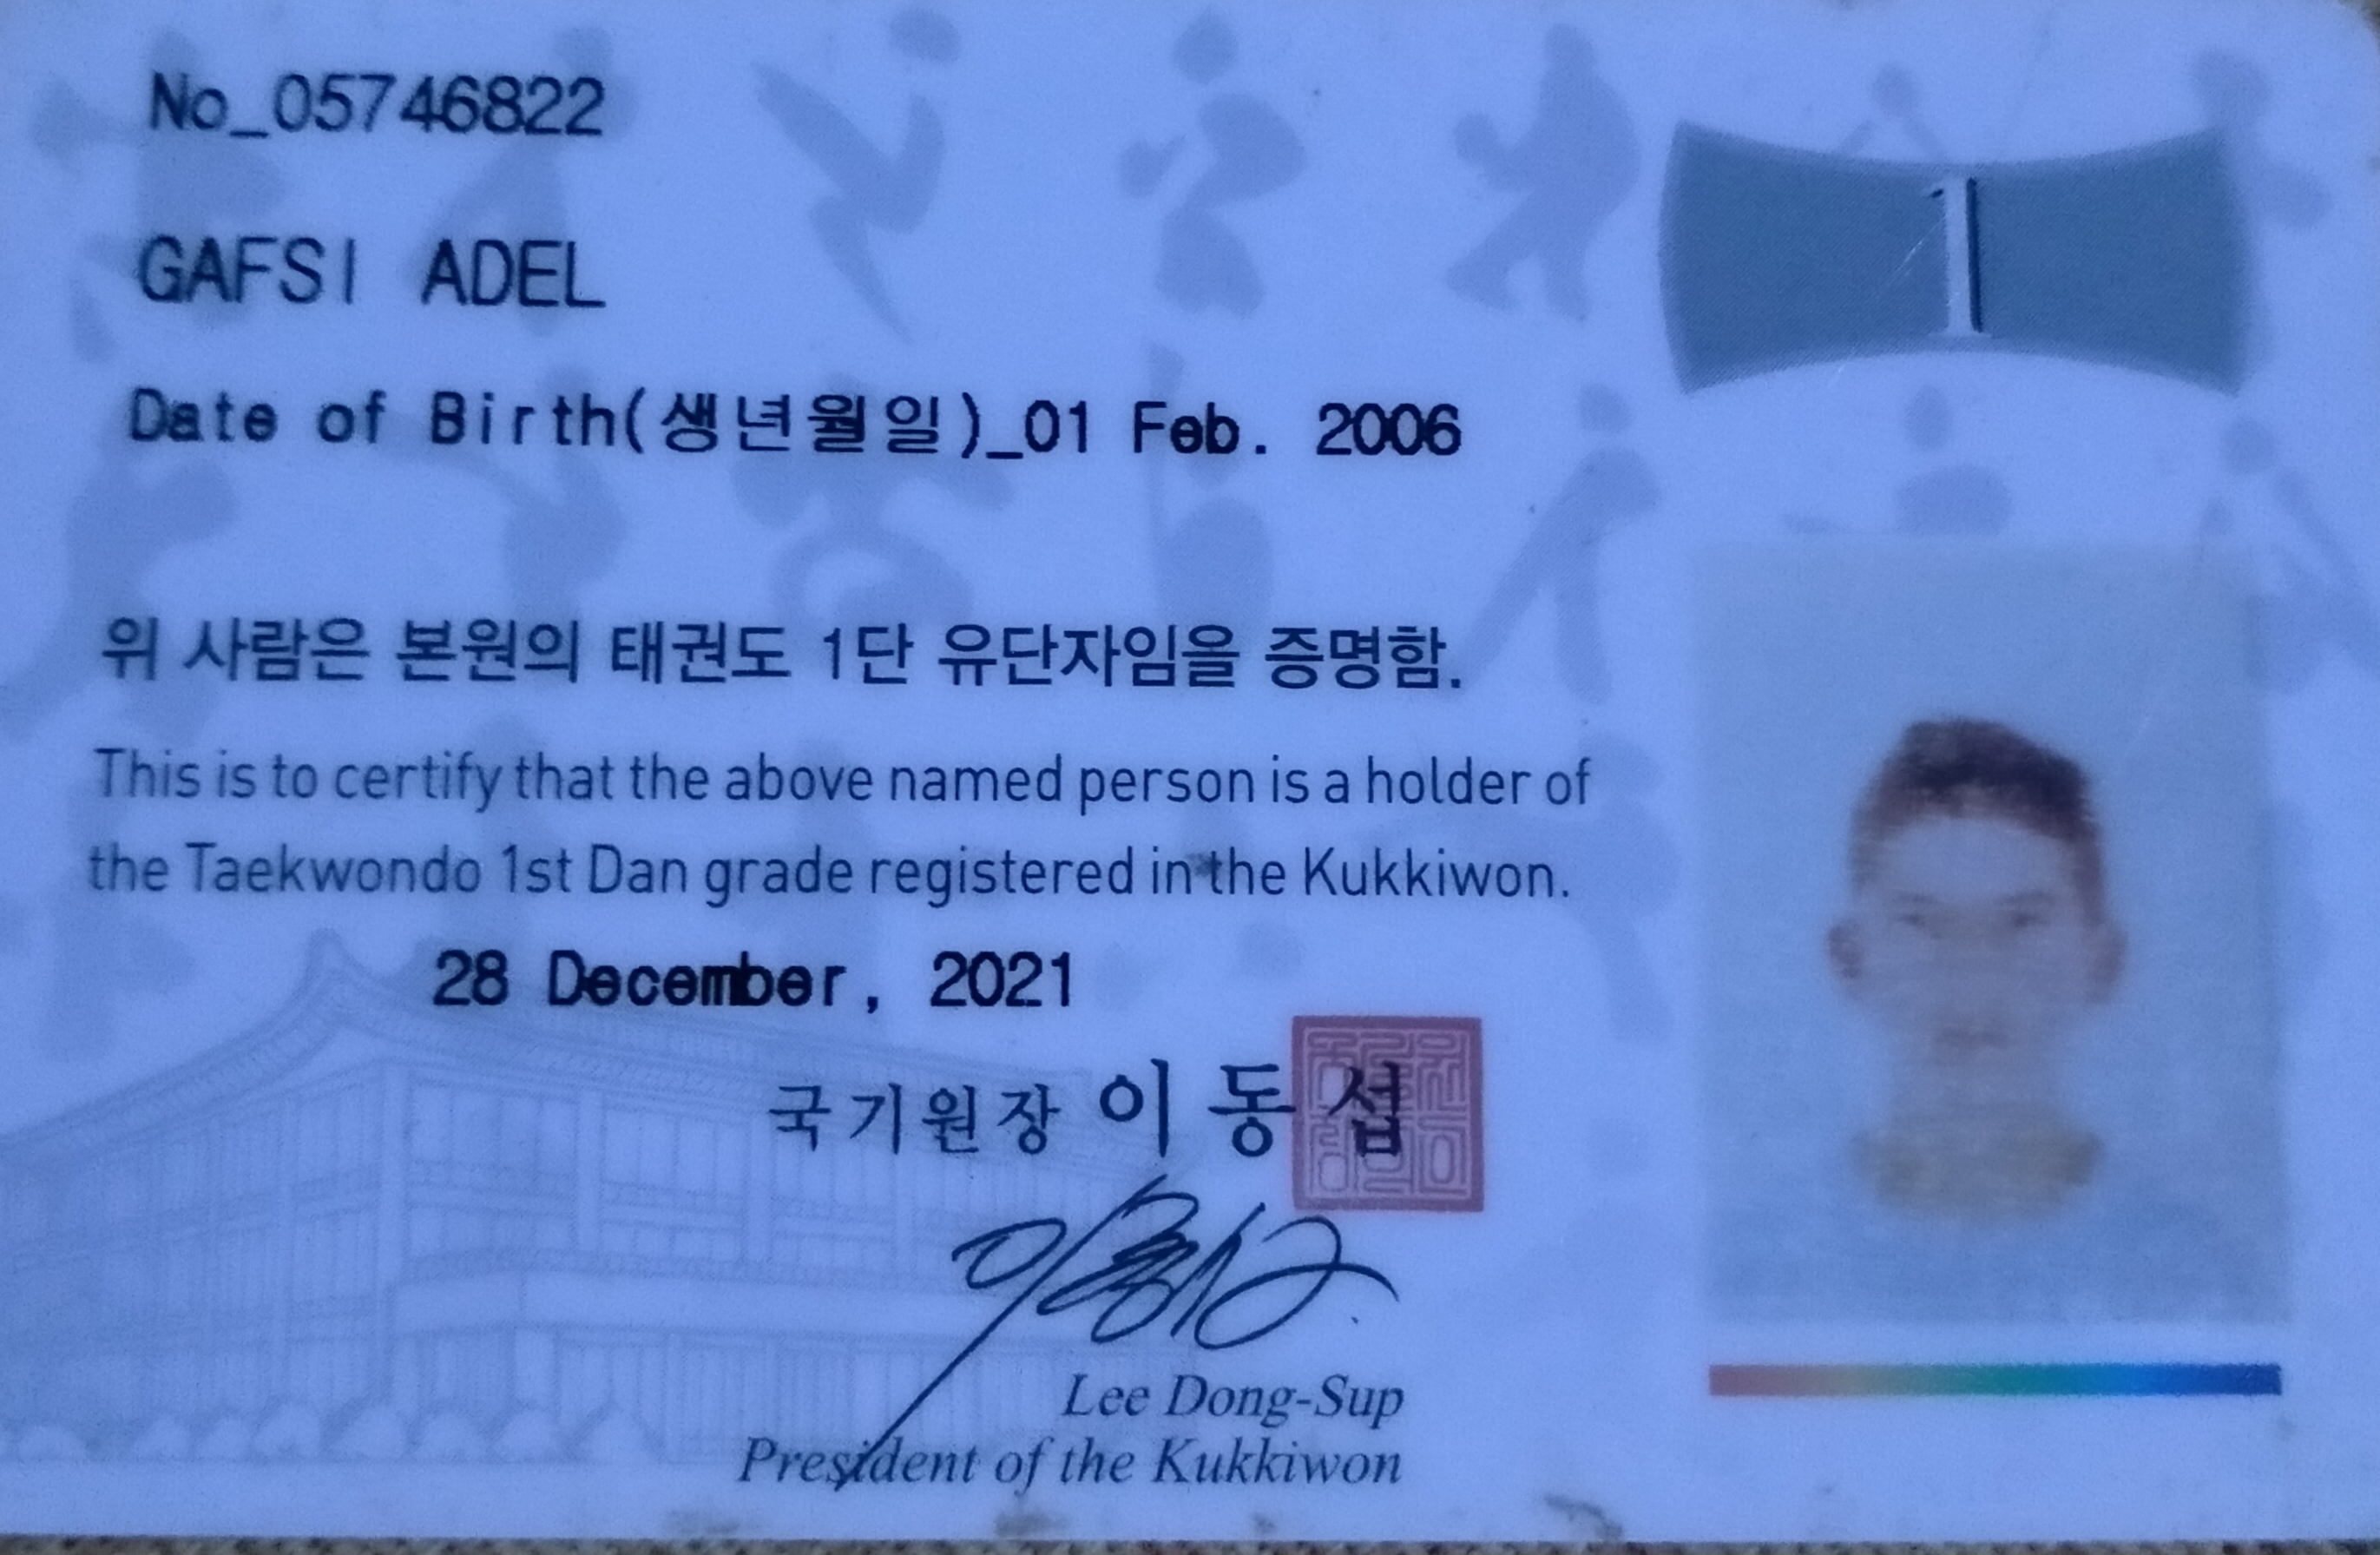 No_05746822
1
GAFSI ADEL
Date of Birth(생년월일)_01 Feb. 2006
위 사람은 본원의 태권도 1단 유단자임을 증명함.
This is to certify that the above named person is a holder of
the Taekwondo 1st Dan grade registered in the Kukkiwon.
28 December, 2021
국기원장 이동섭
Lee Dong-Sup
President of the Kukkiwon